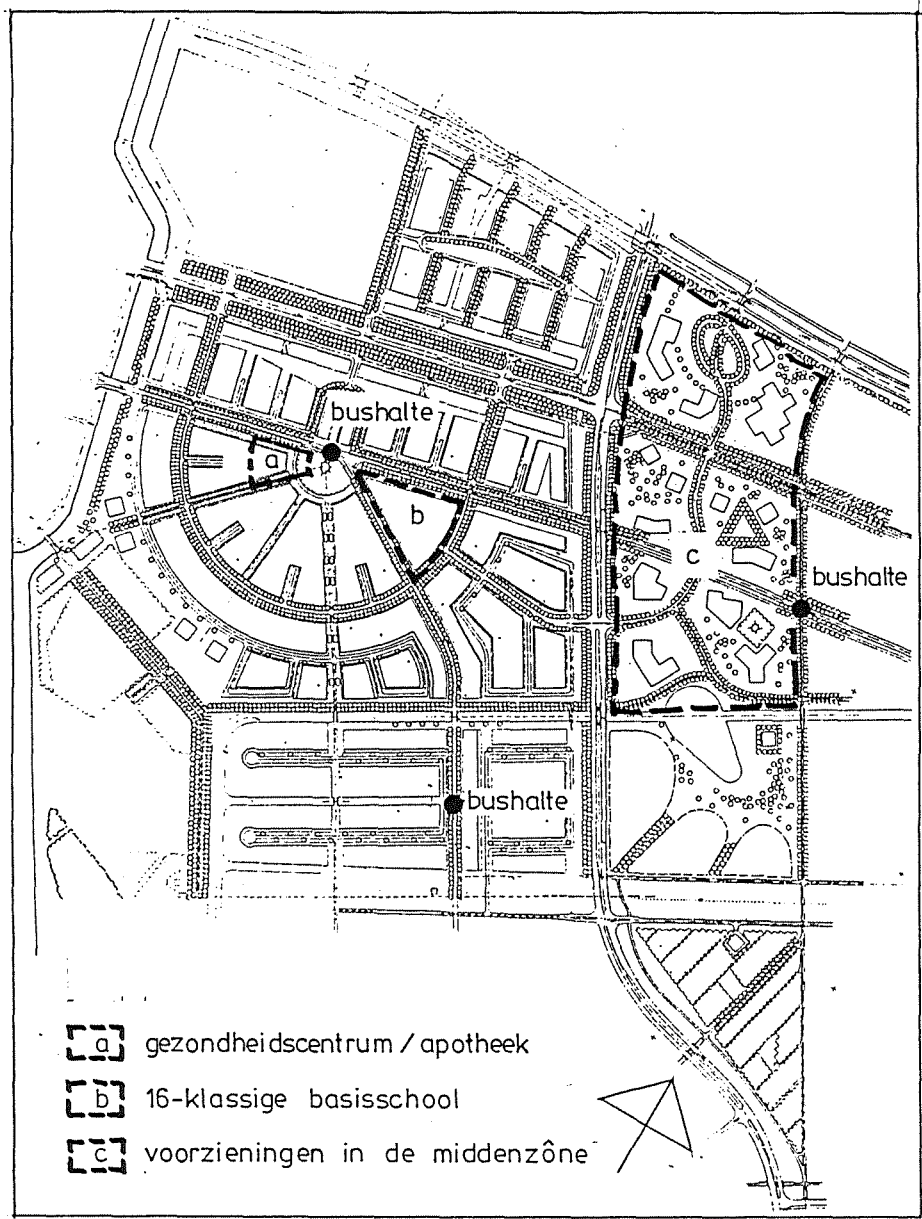 bushalte
a
b
c
bushalte
bushalte
a gezondheidscentrum / apotheek
b 16-klassige basisschool
c voorzieningen in de middenzône